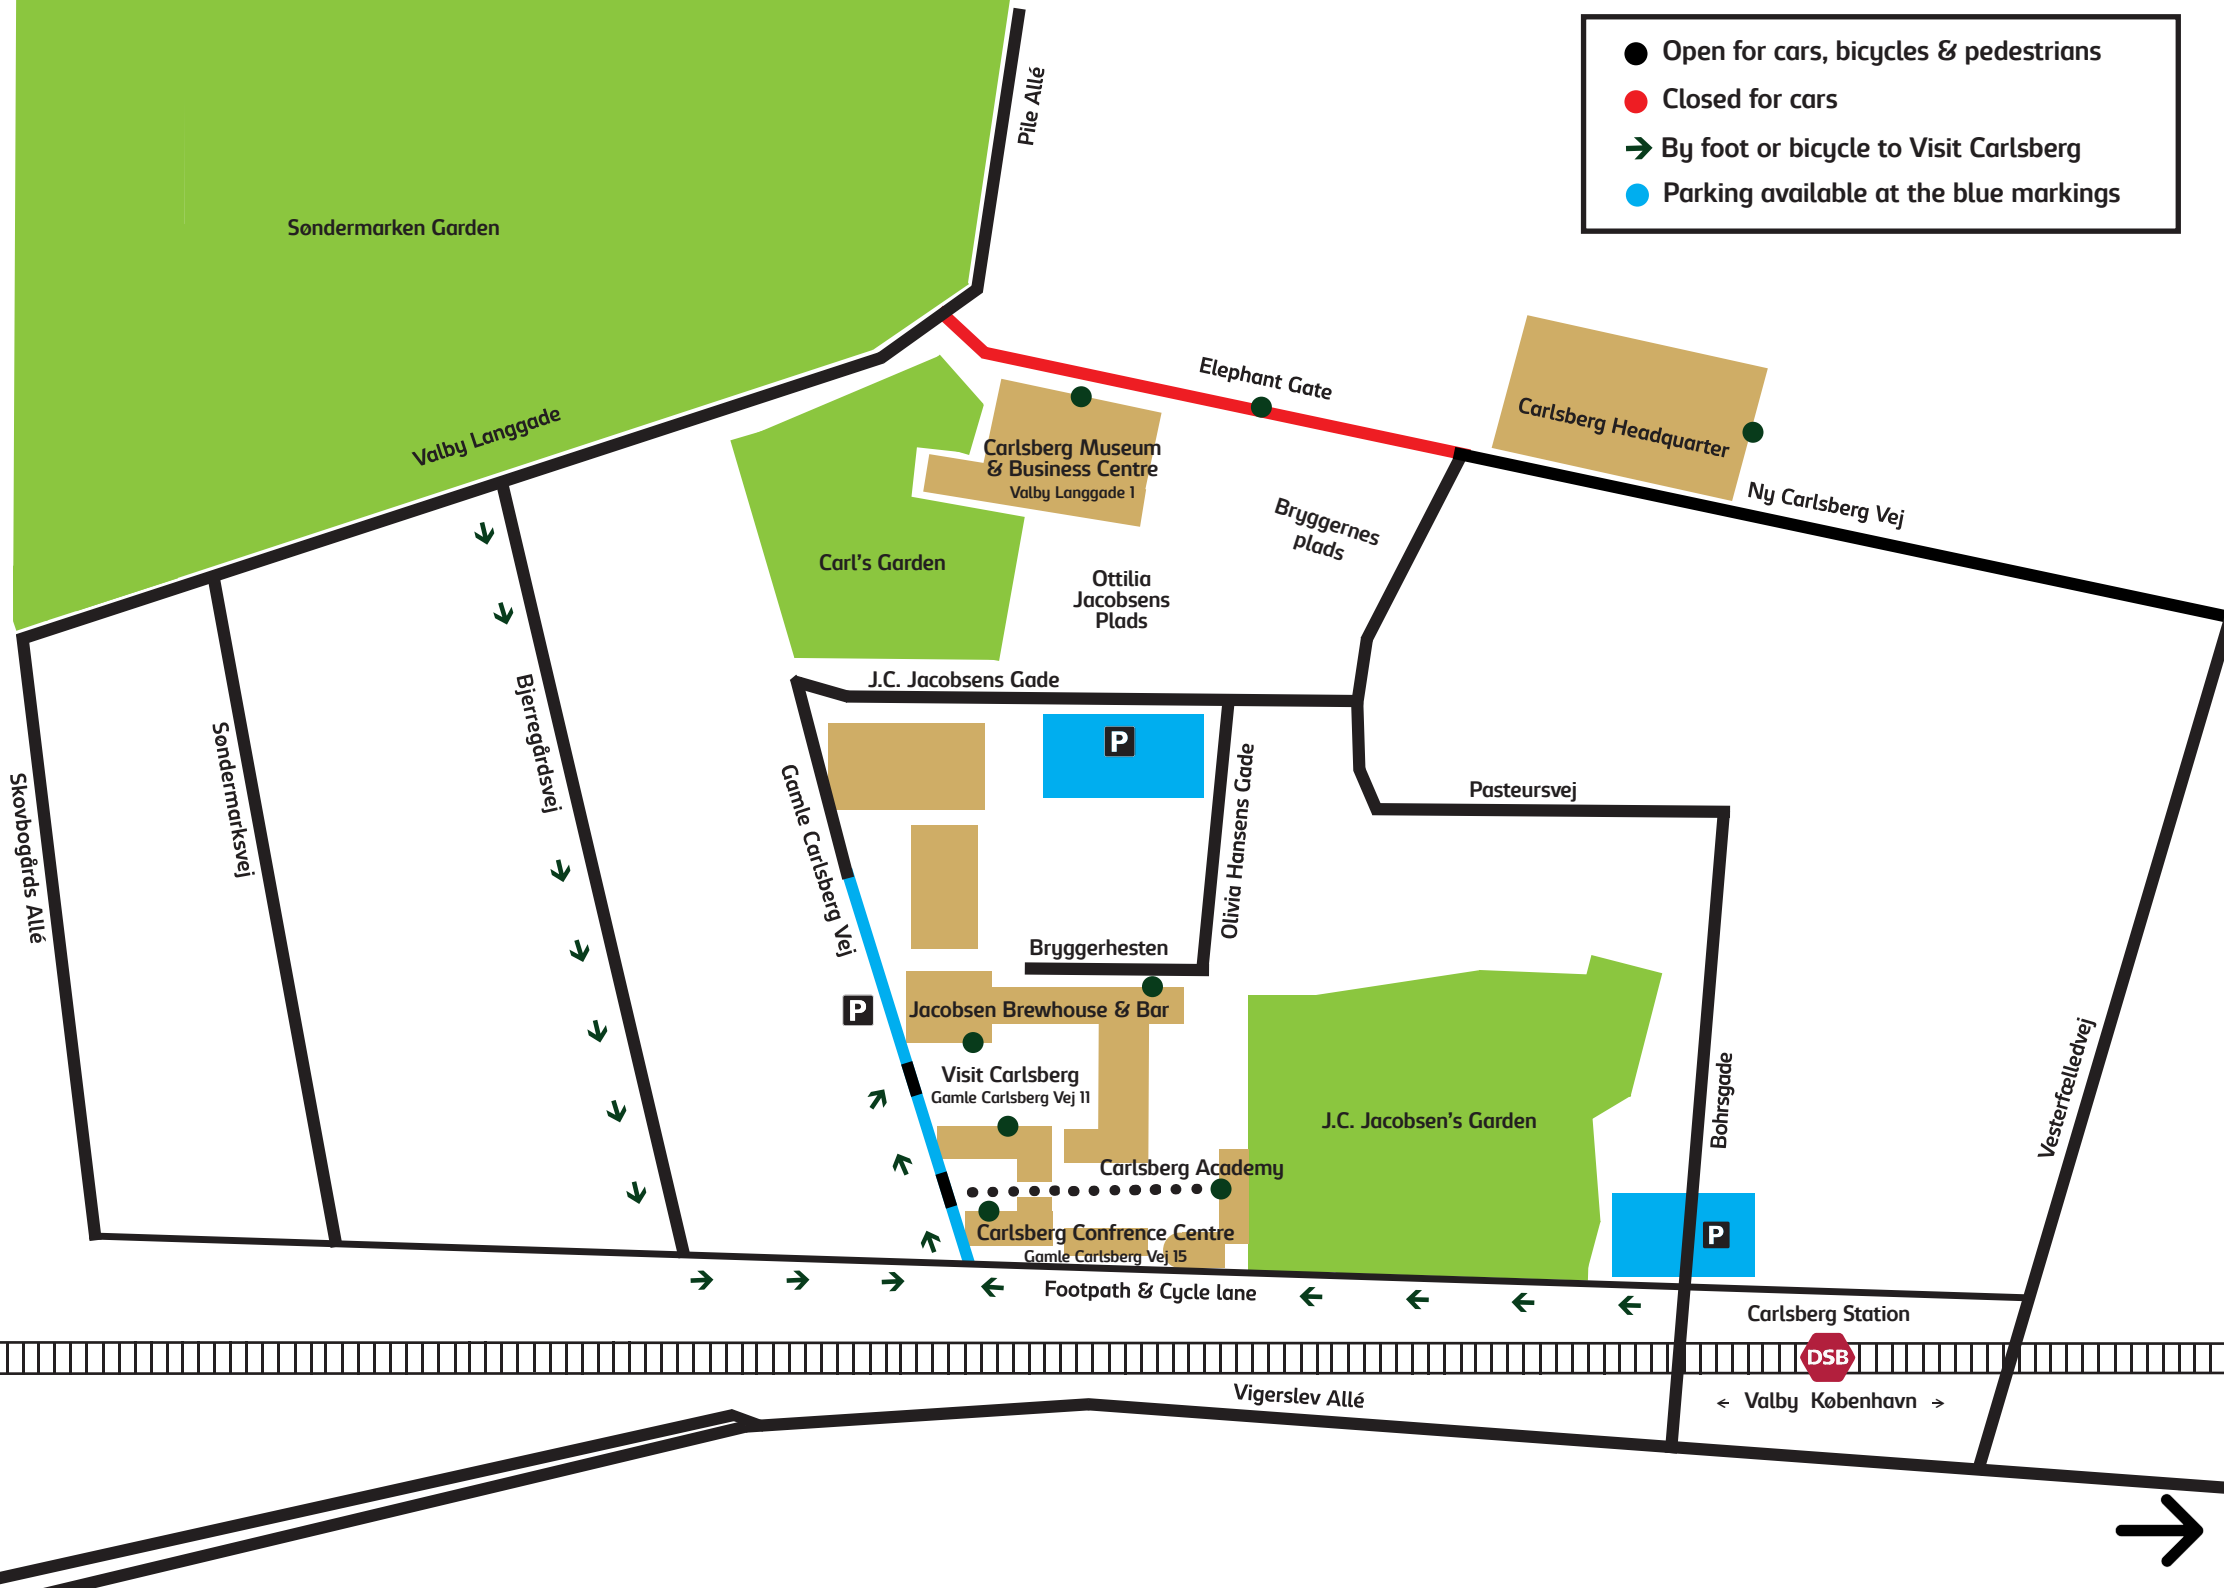 Open for cars, bicycles & pedestrians
Closed for cars
By foot or bicycle to Visit Carlsberg
Parking available at the blue markings
Pile Allé
Søndermarken Garden
Elephant Gate
Valby Langgade
Carlsberg Headquarter
Carlsberg Museum
& Business Centre
Valby Langgade 1
Ny Carlsberg Vej
Bryggernes
plads
Carl's Garden
Ottilia
Jacobsens
Plads
J.C. Jacobsens Gade
P
Bjerregårdsvej
Søndermarksvej
Skovbogårds Allé
Gamle Carlsberg Vej
Olivia Hansens Gade
Pasteursvej
Bryggerhesten
P
Jacobsen Brewhouse & Bar
Visit Carlsberg
Gamle Carlsberg Vej 11
J.C. Jacobsen's Garden
Bohrsgade
Vesterfælledvej
Carlsberg Academy
Carlsberg Confrence Centre
Gamle Carlsberg Vej 15
P
Footpath & Cycle lane
Carlsberg Station
DSB
Vigerslev Allé
Valby København